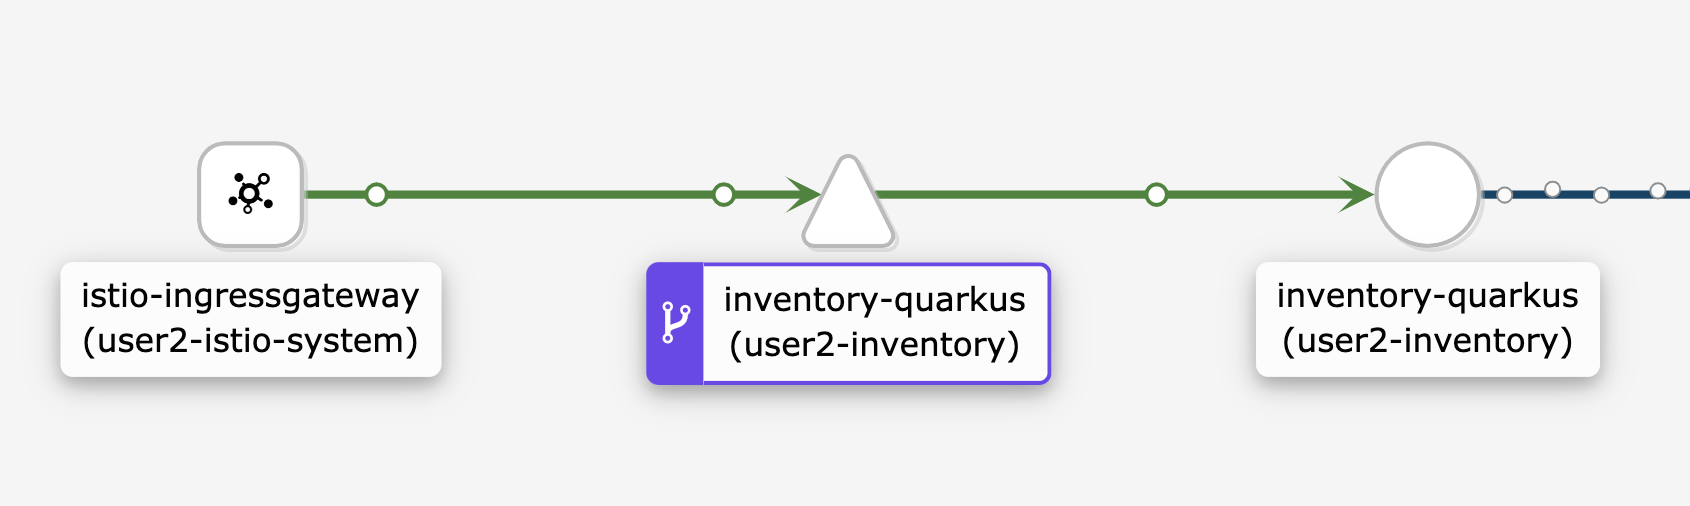 istio-ingressgateway
(user2-istio-system)
inventory-quarkus
(user2-inventory)
inventory-quarkus
(user2-inventory)